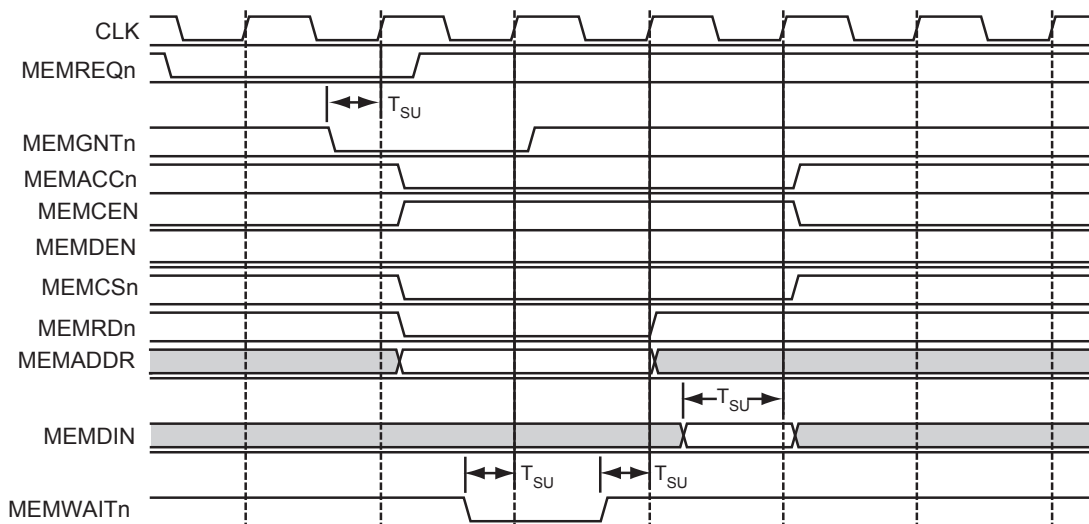 CLK
MEMREQn
TSU
MEMGNTn
MEMACCn
MEMCEN
MEMDEN
MEMCSn
MEMRDn
MEMADDR
TSU
MEMDIN
TSU TSU
MEMWAITn